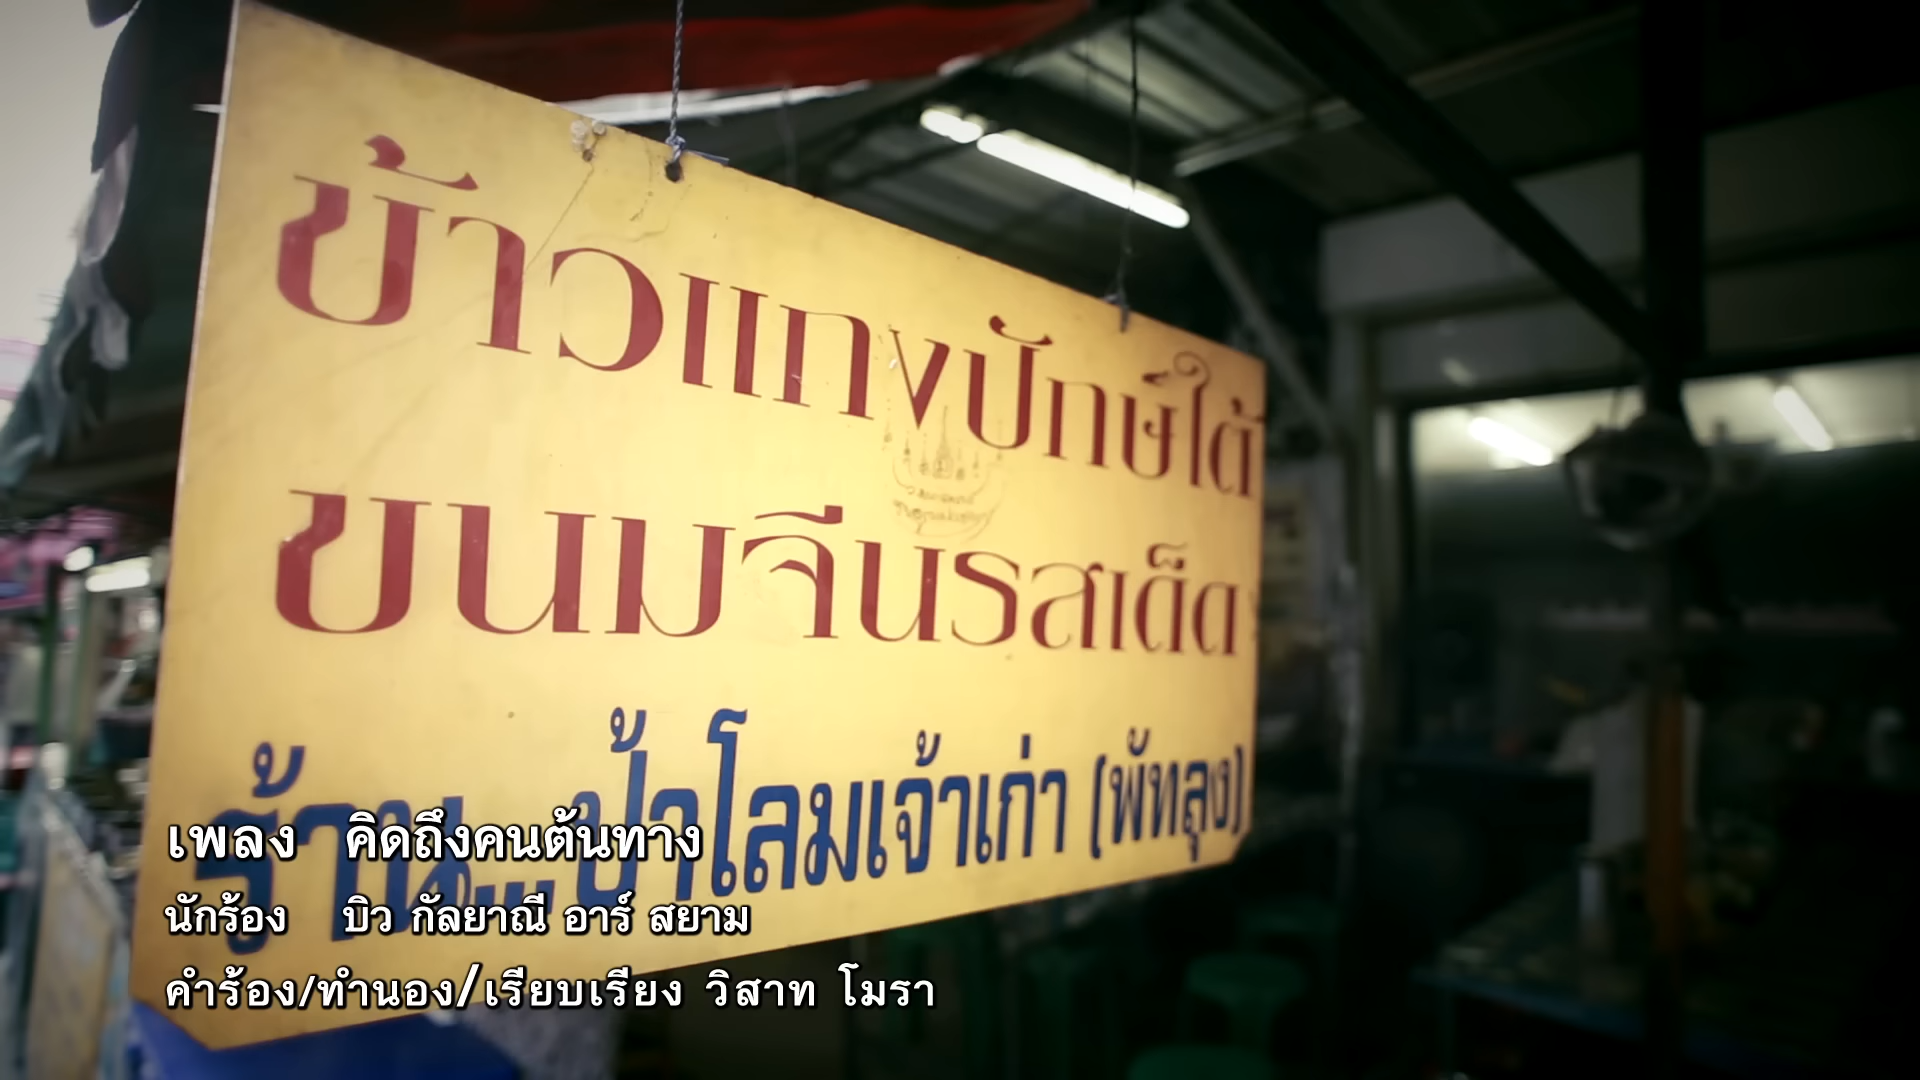 ข้าวแกงปักษ์ใต้
ขนมจีนรสเด็ด
ร้าน...ป้าโลมเจ้าเก่า (พัทลุง)
เพลง คิดถึงคนต้นทาง
นักร้อง บิว กัลยาณี อาร์ สยาม
คำร้อง/ทำนอง/เรียบเรียง วิสาท โมรา